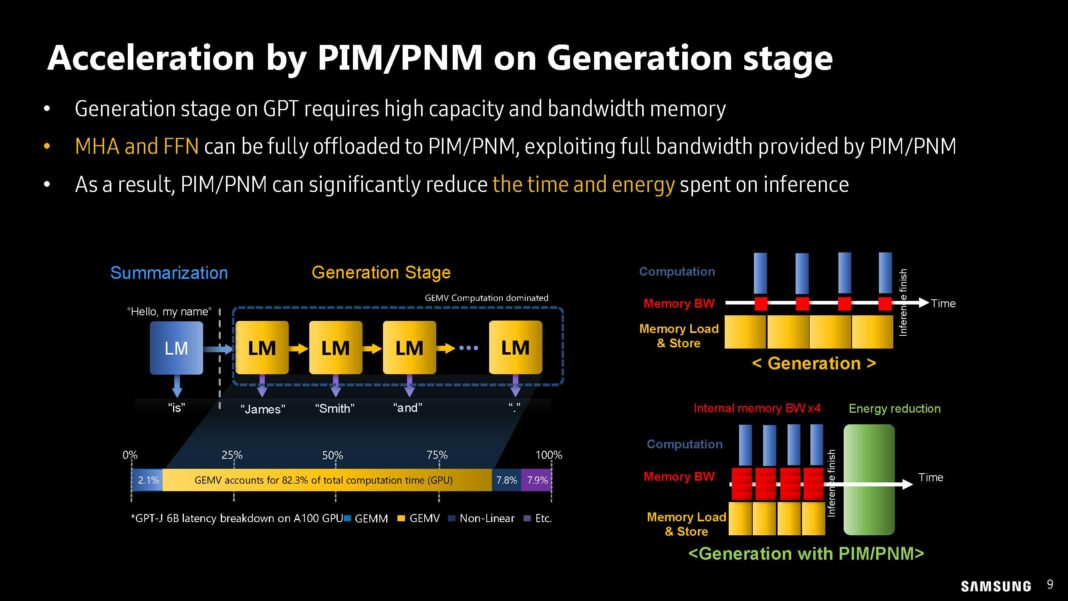 Acceleration by PIM/PNM on Generation stage
• Generation stage on GPT requires high capacity and bandwidth memory
• MHA and FFN can be fully offloaded to PIM/PNM, exploiting full bandwidth provided by PIM/PNM
• As a result, PIM/PNM can significantly reduce the time and energy spent on inference
Summarization
Generation Stage
GEMV Computation dominated
"Hello, my name"
LM
LM
LM
LM
LM
"is"
"James"
"Smith"
"and"
"."
0%
25%
50%
75%
100%
2.1%
GEMV accounts for 82.3% of total computation time (GPU)
7.8%
7.9%
*GPT-J 6B latency breakdown on A100 GPU
GEMM
GEMV
Non-Linear
Etc.
Computation
Memory BW
Memory Load
& Store
Inference finish
Time
< Generation >
Internal memory BW x4
Energy reduction
Computation
Memory BW
Memory Load
& Store
Inference finish
Time
<Generation with PIM/PNM>
SAMSUNG
9